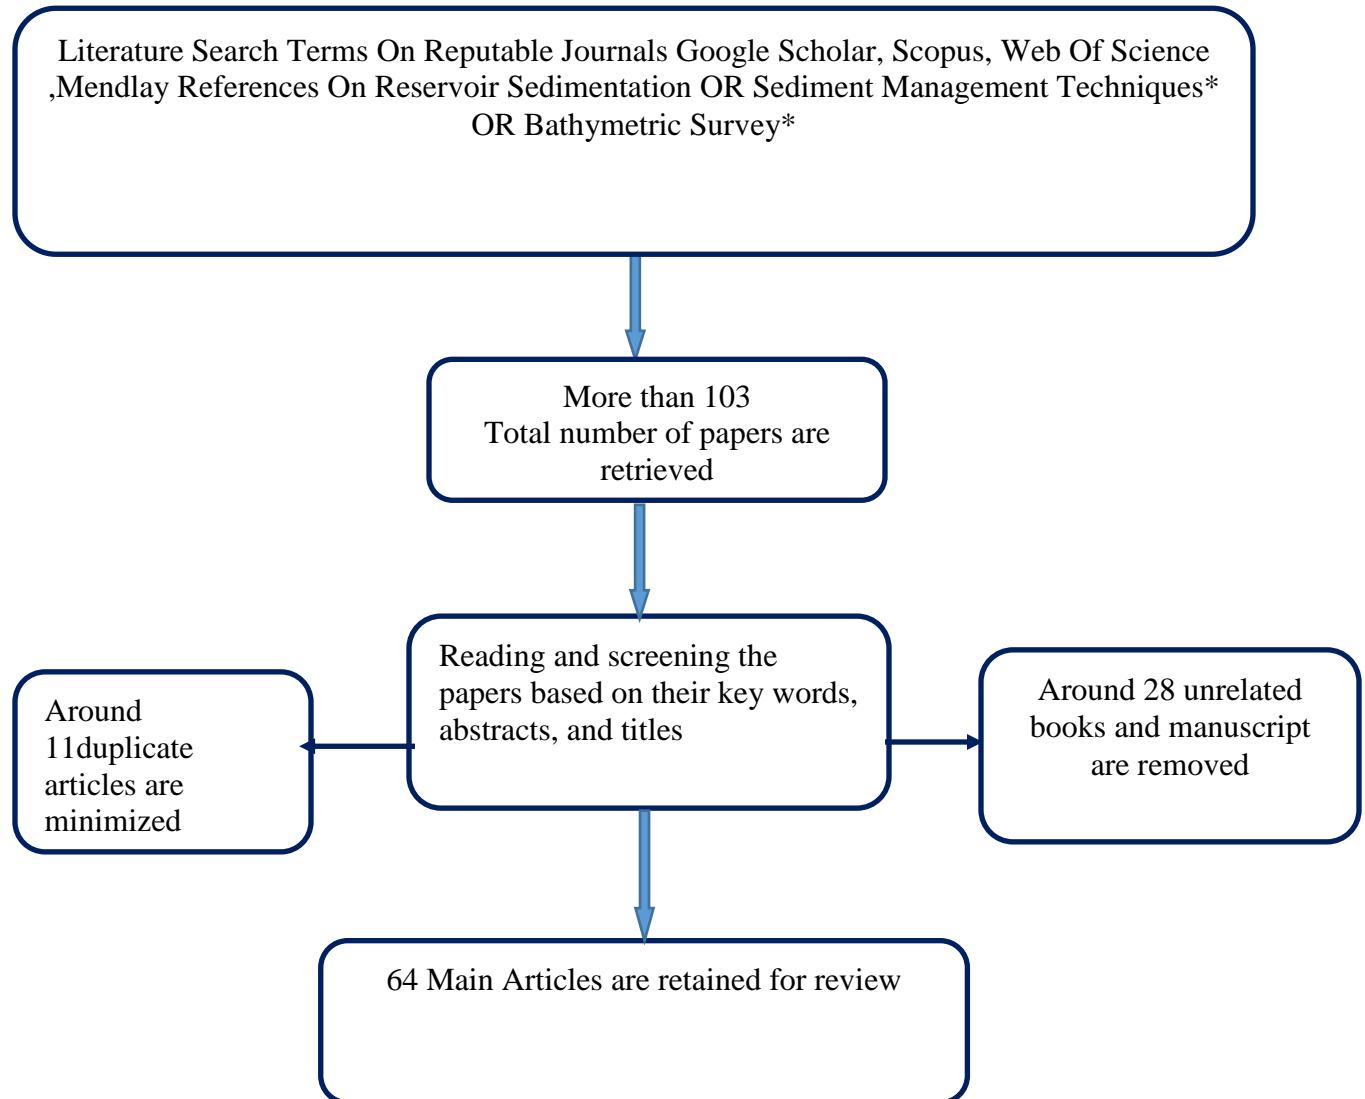 Literature Search Terms On Reputable Journals Google Scholar, Scopus, Web Of Science
,Mendlay References On Reservoir Sedimentation OR Sediment Management Techniques*
OR Bathymetric Survey*
More than 103
Total number of papers are
retrieved
Reading and screening the
papers based on their key words,
abstracts, and titles
Around
11duplicate
articles are
minimized
Around 28 unrelated
books and manuscript
are removed
64 Main Articles are retained for review